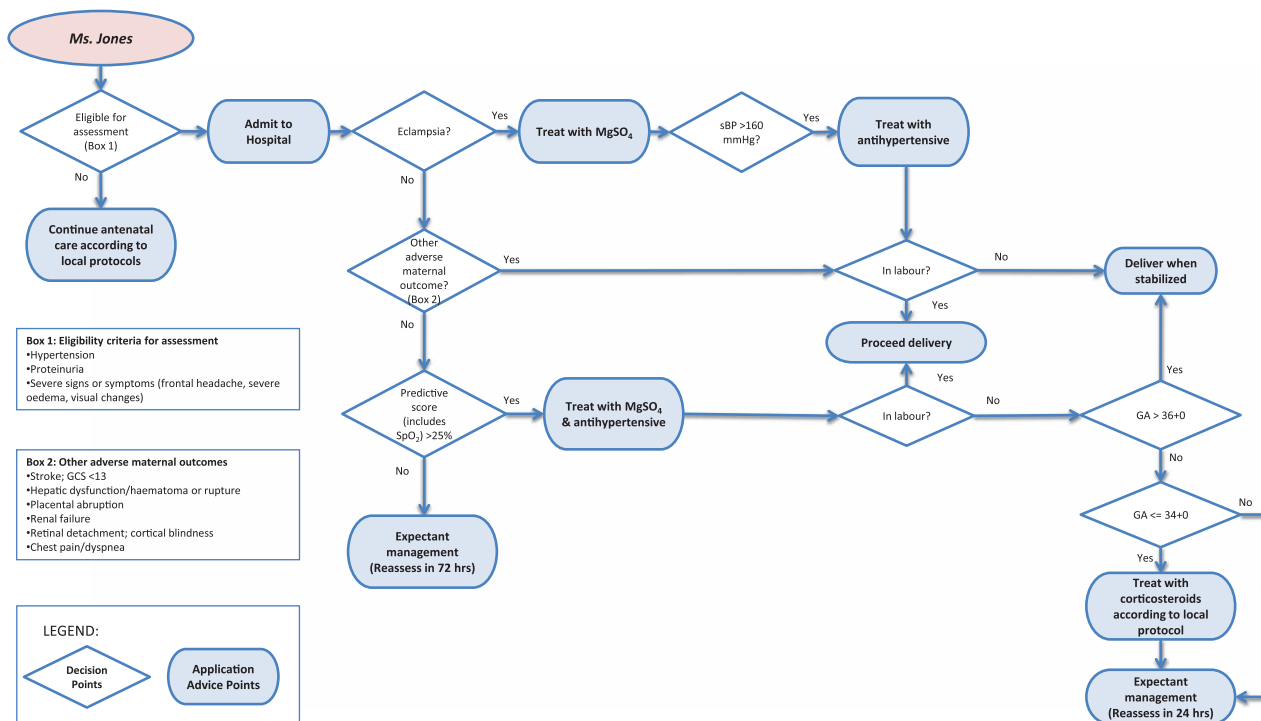 Ms. Jones
Eligible for
assessment
(Box 1)
Admit to
Hospital
Eclampsia?
Yes
Treat with MgSO₄
sBP >160
mmHg?
Yes
Treat with
antihypertensive
No
No
Continue antenatal
care according to
local protocols
Other
adverse
maternal
outcome?
(Box 2)
Yes
In labour?
No
Deliver when
stabilized
Yes
No
Proceed delivery
Box 1: Eligibility criteria for assessment
•Hypertension
•Proteinuria
•Severe signs or symptoms (frontal headache, severe
oedema, visual changes)
Yes
Yes
Predictive
score
(includes
SpO₂) >25%
Yes
Treat with MgSO₄
& antihypertensive
In labour?
No
GA > 36+0
No
No
Box 2: Other adverse maternal outcomes
•Stroke; GCS <13
•Hepatic dysfunction/haematoma or rupture
•Placental abruption
•Renal failure
•Retinal detachment; cortical blindness
•Chest pain/dyspnea
GA <= 34+0
No
Expectant
management
(Reassess in 72 hrs)
Yes
Treat with
corticosteroids
according to local
protocol
LEGEND:
Decision
Points
Application
Advice Points
Expectant
management
(Reassess in 24 hrs)